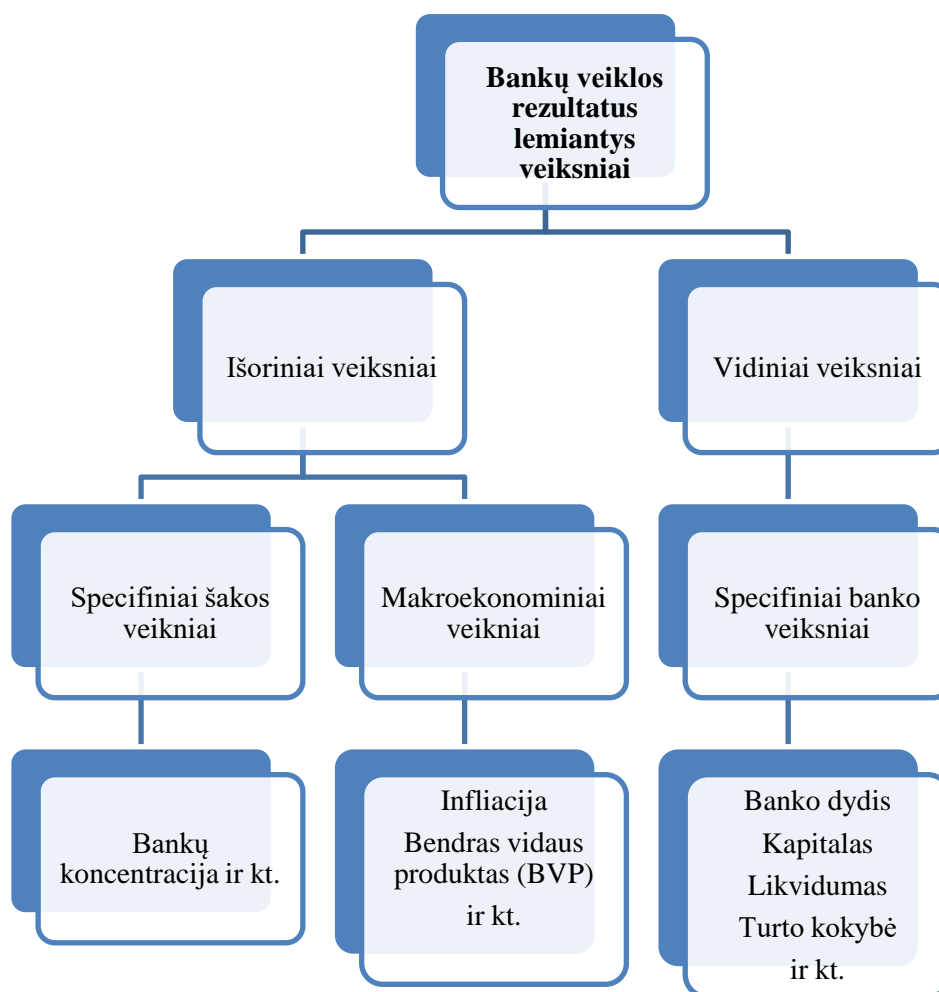 Bankų veiklos
rezultatus
lemiantys
veiksniai
Išoriniai veiksniai
Vidiniai veiksniai
Specifiniai šakos
veikniai
Makroekonominiai
veikniai
Specifiniai banko
veiksniai
Bankų
koncentracija ir kt.
Infliacija
Bendras vidaus
produktas (BVP)
ir kt.
Banko dydis
Kapitalas
Likvidumas
Turto kokybė
ir kt.